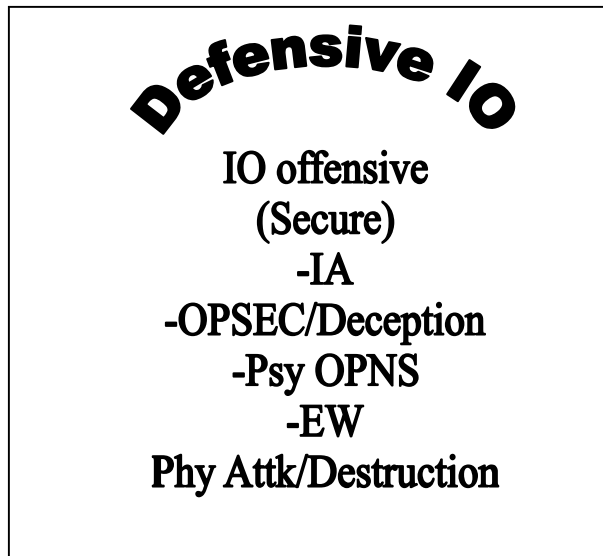 Defensive IO
IO offensive
(Secure)
-IA
-OPSEC/Deception
-Psy OPNS
-EW
Phy Attk/Destruction